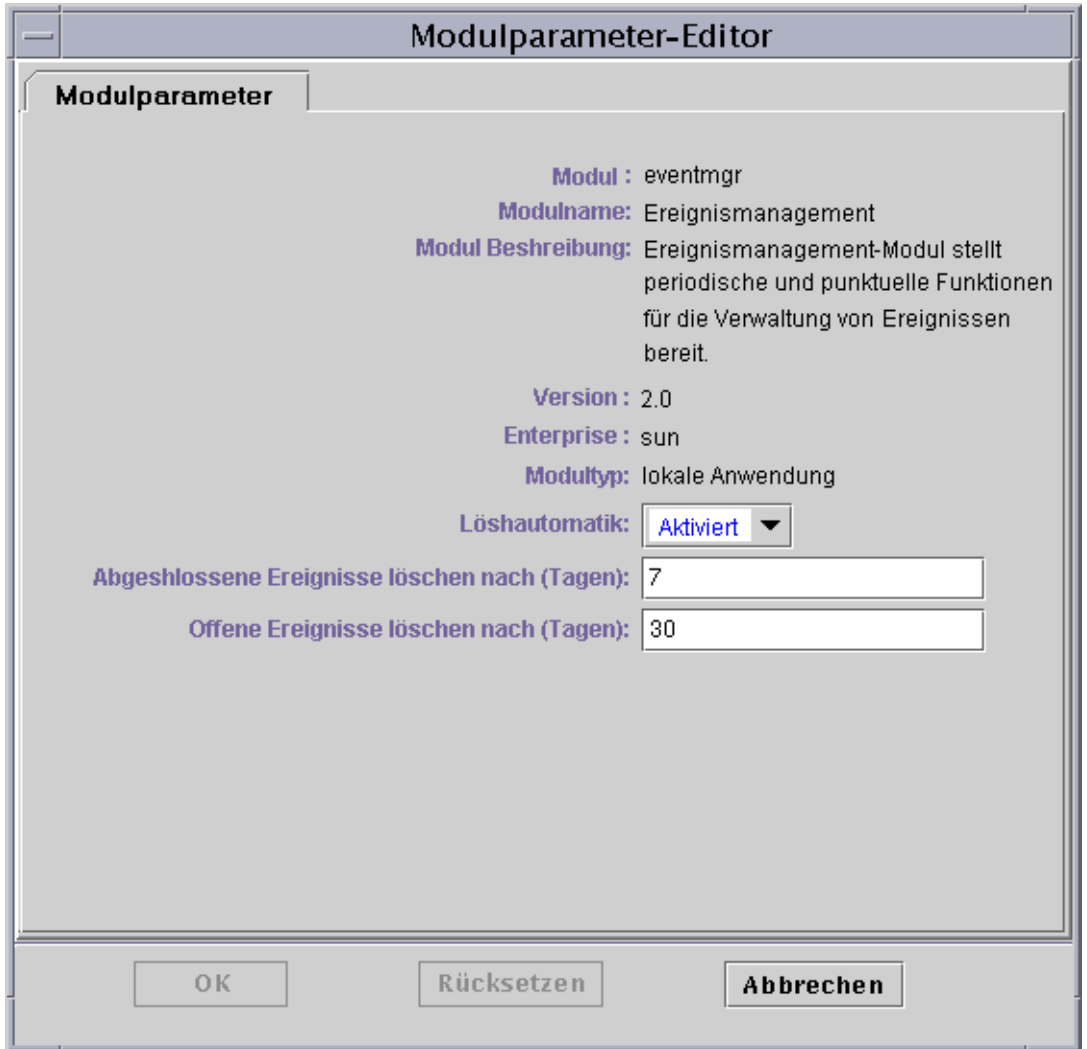 Modulparameter-Editor
Modulparameter
Modul : eventmgr
Modulname: Ereignismanagement
Modul Beshreibung: Ereignismanagement-Modul stellt
periodische und punktuelle Funktionen
für die Verwaltung von Ereignissen
bereit.
Version : 2.0
Enterprise : sun
Modultyp: lokale Anwendung
Löshautomatik: Aktiviert
Abgeshlossene Ereignisse löschen nach (Tagen): 7
Offene Ereignisse löschen nach (Tagen): 30
OK Rücksetzen Abbrechen